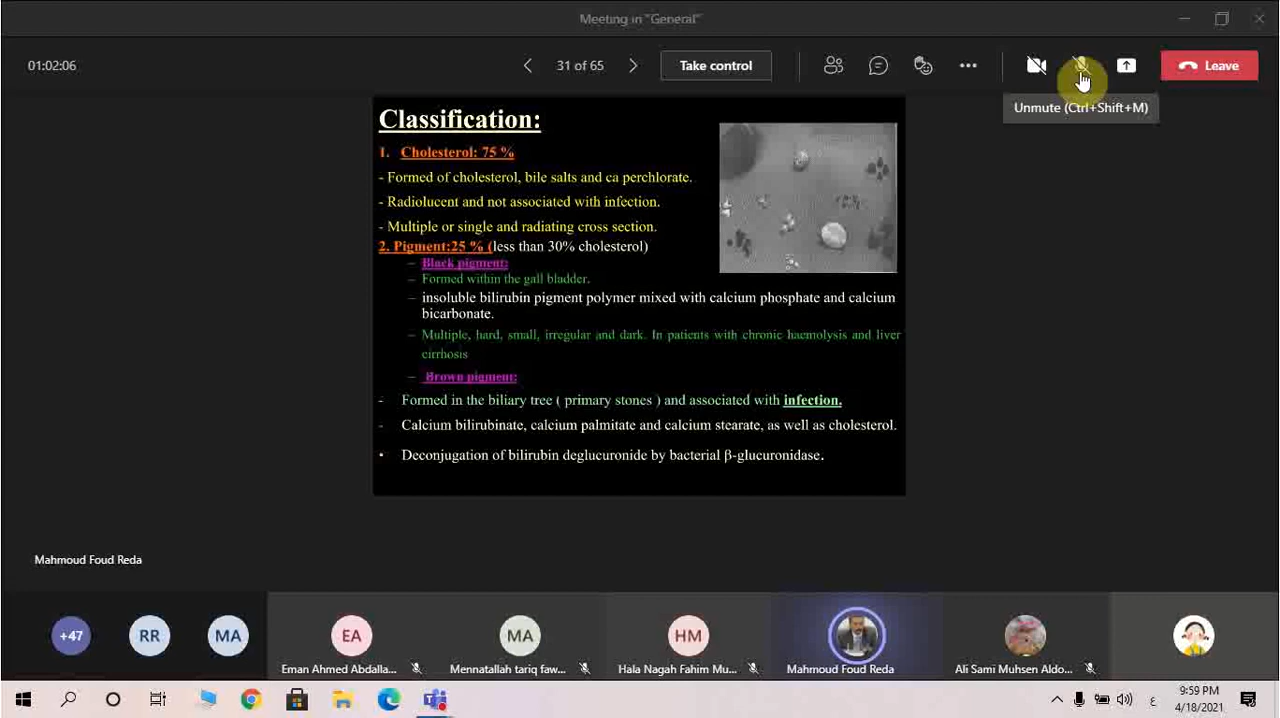 Meeting in "General"
01:02:06
31 of 65
Take control
Leave
Unmute (Ctrl+Shift+M)
Classification:
1. Cholesterol: 75 %
- Formed of cholesterol, bile salts and ca perchlorate.
- Radiolucent and not associated with infection.
- Multiple or single and radiating cross section.
2. Pigment:25 % (less than 30% cholesterol)
– Black pigment:
– Formed within the gall bladder.
– insoluble bilirubin pigment polymer mixed with calcium phosphate and calcium
bicarbonate.
– Multiple, hard, small, irregular and dark. In patients with chronic haemolysis and liver
cirrhosis
– Brown pigment:
- Formed in the biliary tree ( primary stones ) and associated with infection.
- Calcium bilirubinate, calcium palmitate and calcium stearate, as well as cholesterol.
• Deconjugation of bilirubin deglucuronide by bacterial β-glucuronidase.
Mahmoud Foud Reda
+47
RR
MA
EA
MA
HM
Eman Ahmed Abdalla...
Mennatallah tariq faw...
Hala Nagah Fahim Mu...
Mahmoud Foud Reda
Ali Sami Muhsen Aldo...
ع
9:59 PM
4/18/2021